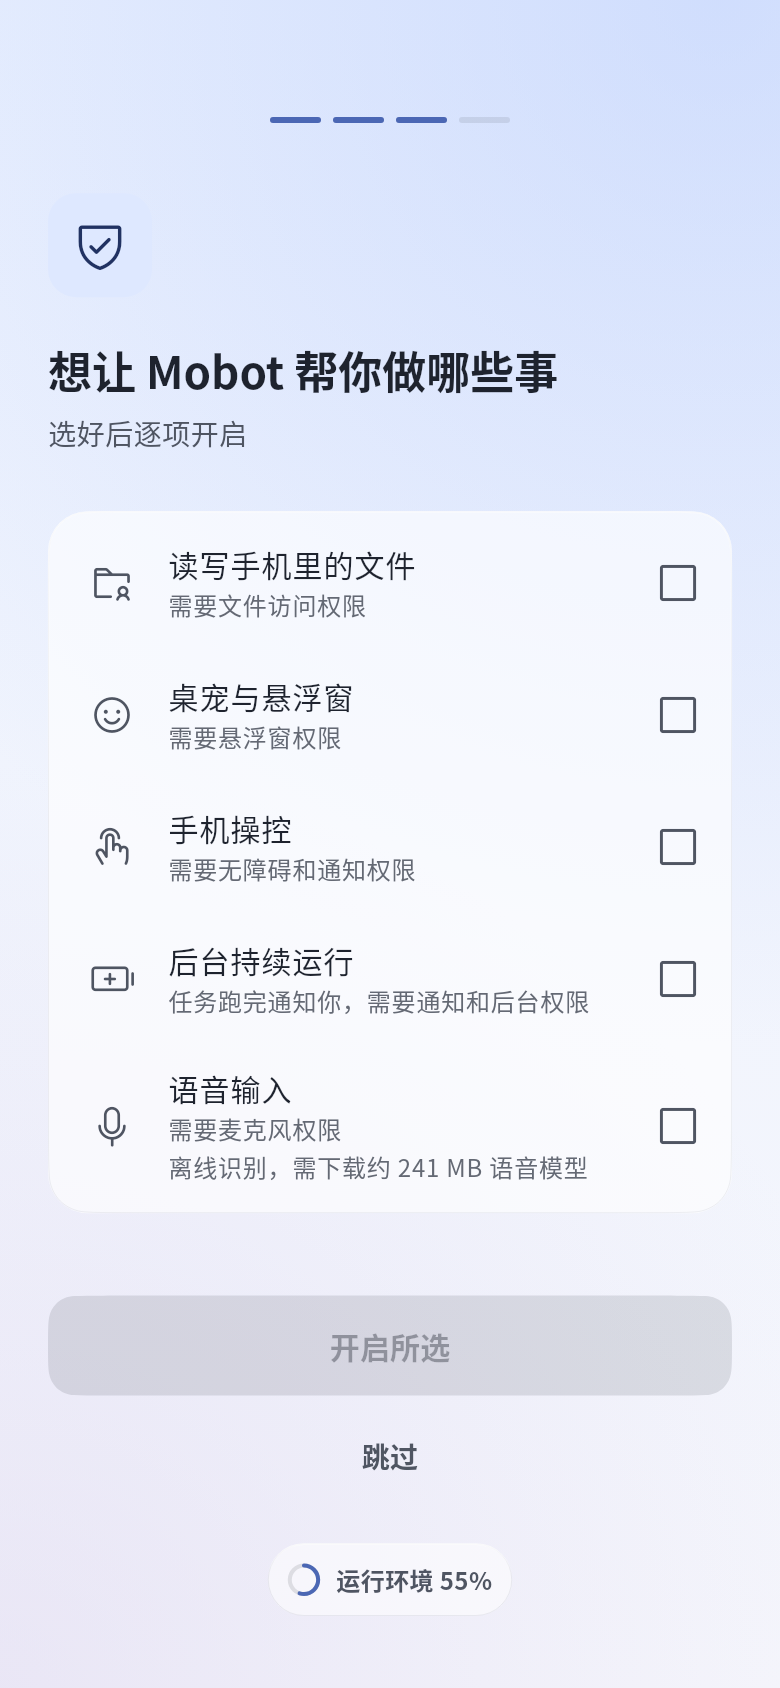 想让 Mobot 帮你做哪些事
选好后逐项开启
读写手机里的文件
需要文件访问权限
桌宠与悬浮窗
需要悬浮窗权限
手机操控
需要无障碍和通知权限
后台持续运行
任务跑完通知你，需要通知和后台权限
语音输入
需要麦克风权限
离线识别，需下载约 241 MB 语音模型
开启所选
跳过
运行环境 55%